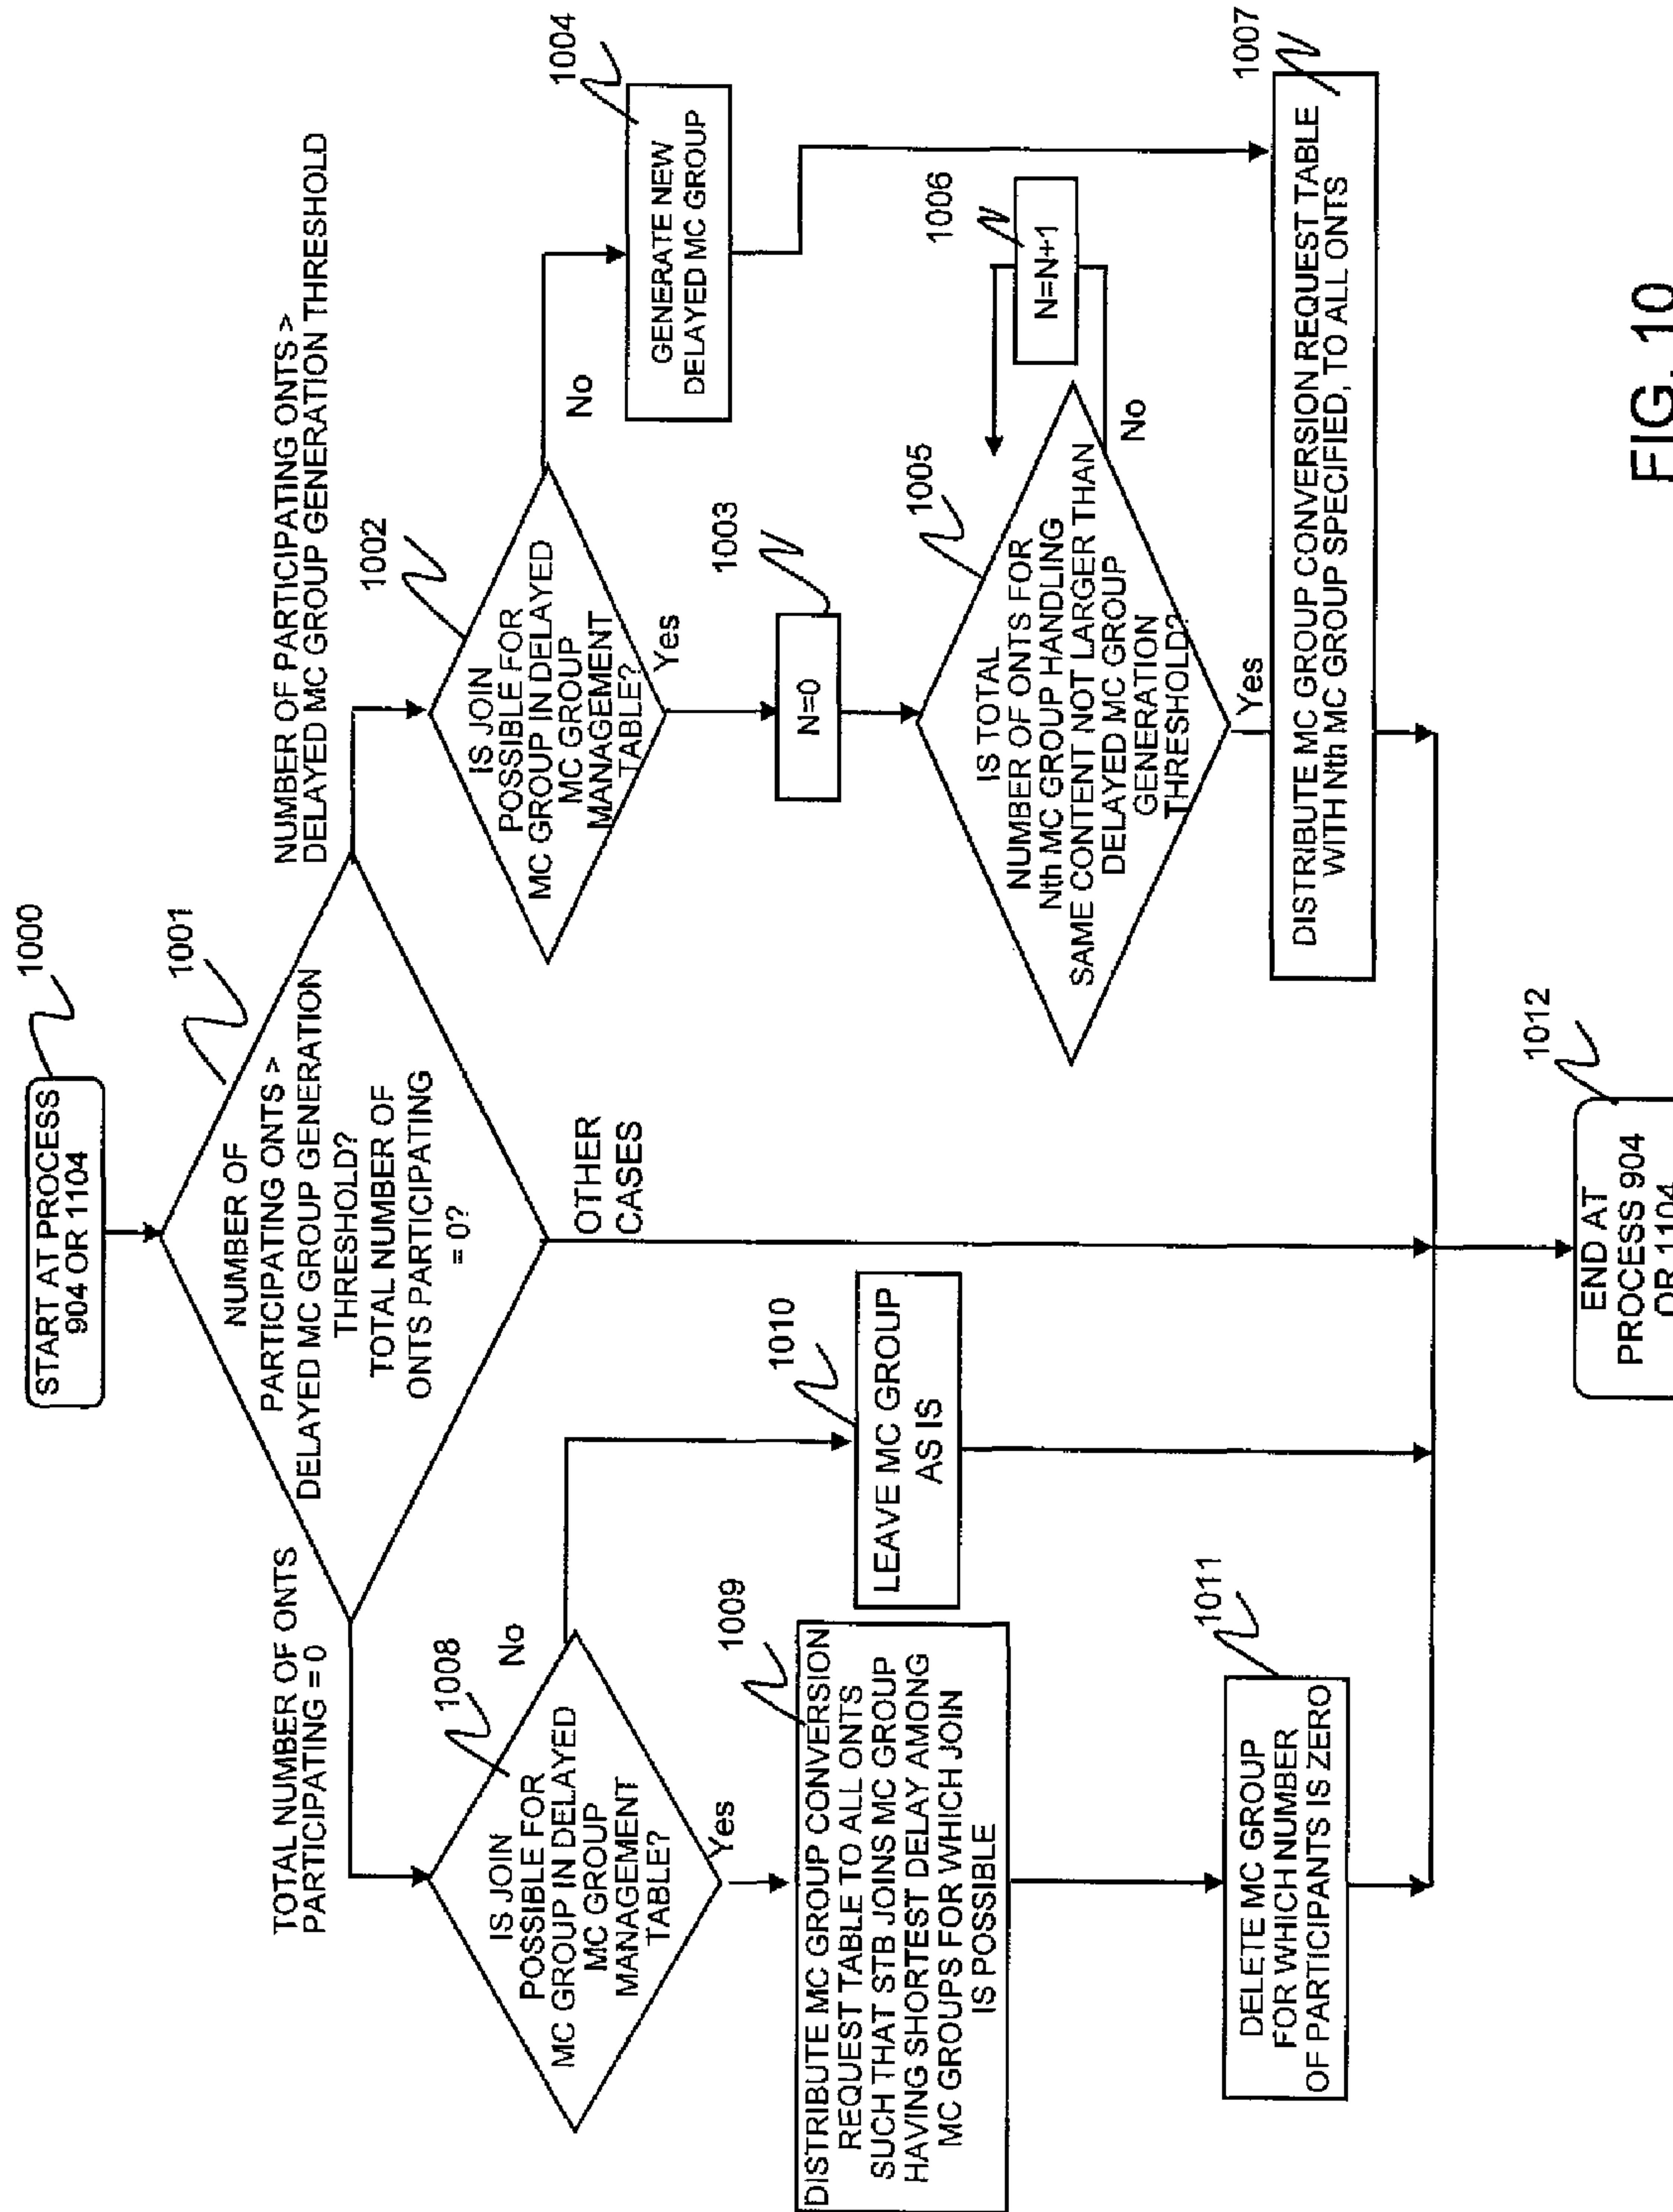 START AT PROCESS
904 OR 1104
1000
NUMBER OF
PARTICIPATING ONTS >
DELAYED MC GROUP GENERATION
THRESHOLD?
TOTAL NUMBER OF
ONTS PARTICIPATING
= 0?
1001
TOTAL NUMBER OF ONTS
PARTICIPATING = 0
NUMBER OF PARTICIPATING ONTS >
DELAYED MC GROUP GENERATION THRESHOLD
OTHER
CASES
IS JOIN
POSSIBLE FOR
MC GROUP IN DELAYED
MC GROUP
MANAGEMENT
TABLE?
1002
No
Yes
GENERATE NEW
DELAYED MC GROUP
1004
N=0
1003
IS TOTAL
NUMBER OF ONTS FOR
Nth MC GROUP HANDLING
SAME CONTENT NOT LARGER THAN
DELAYED MC GROUP
GENERATION
THRESHOLD?
1005
No
Yes
N=N+1
1006
DISTRIBUTE MC GROUP CONVERSION REQUEST TABLE
WITH Nth MC GROUP SPECIFIED, TO ALL ONTS
1007
IS JOIN
POSSIBLE FOR
MC GROUP IN DELAYED
MC GROUP
MANAGEMENT
TABLE?
1008
No
Yes
DISTRIBUTE MC GROUP CONVERSION
REQUEST TABLE TO ALL ONTS
SUCH THAT STB JOINS MC GROUP
HAVING SHORTEST DELAY AMONG
MC GROUPS FOR WHICH JOIN
IS POSSIBLE
1009
LEAVE MC GROUP
AS IS
1010
DELETE MC GROUP
FOR WHICH NUMBER
OF PARTICIPANTS IS ZERO
1011
END AT
PROCESS 904
OR 1104
1012
FIG. 10